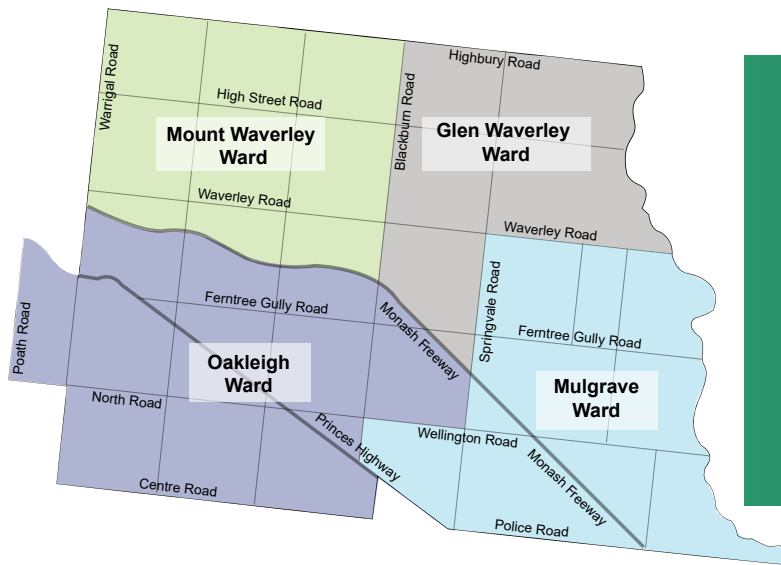 Highbury Road
Warrigal Road
Blackburn Road
High Street Road
Mount Waverley
Ward
Glen Waverley
Ward
Waverley Road
Waverley Road
Springvale Road
Poath Road
Ferntree Gully Road
Monash Freeway
Ferntree Gully Road
Oakleigh
Ward
Mulgrave
Ward
North Road
Princes Highway
Wellington Road
Monash Freeway
Centre Road
Police Road